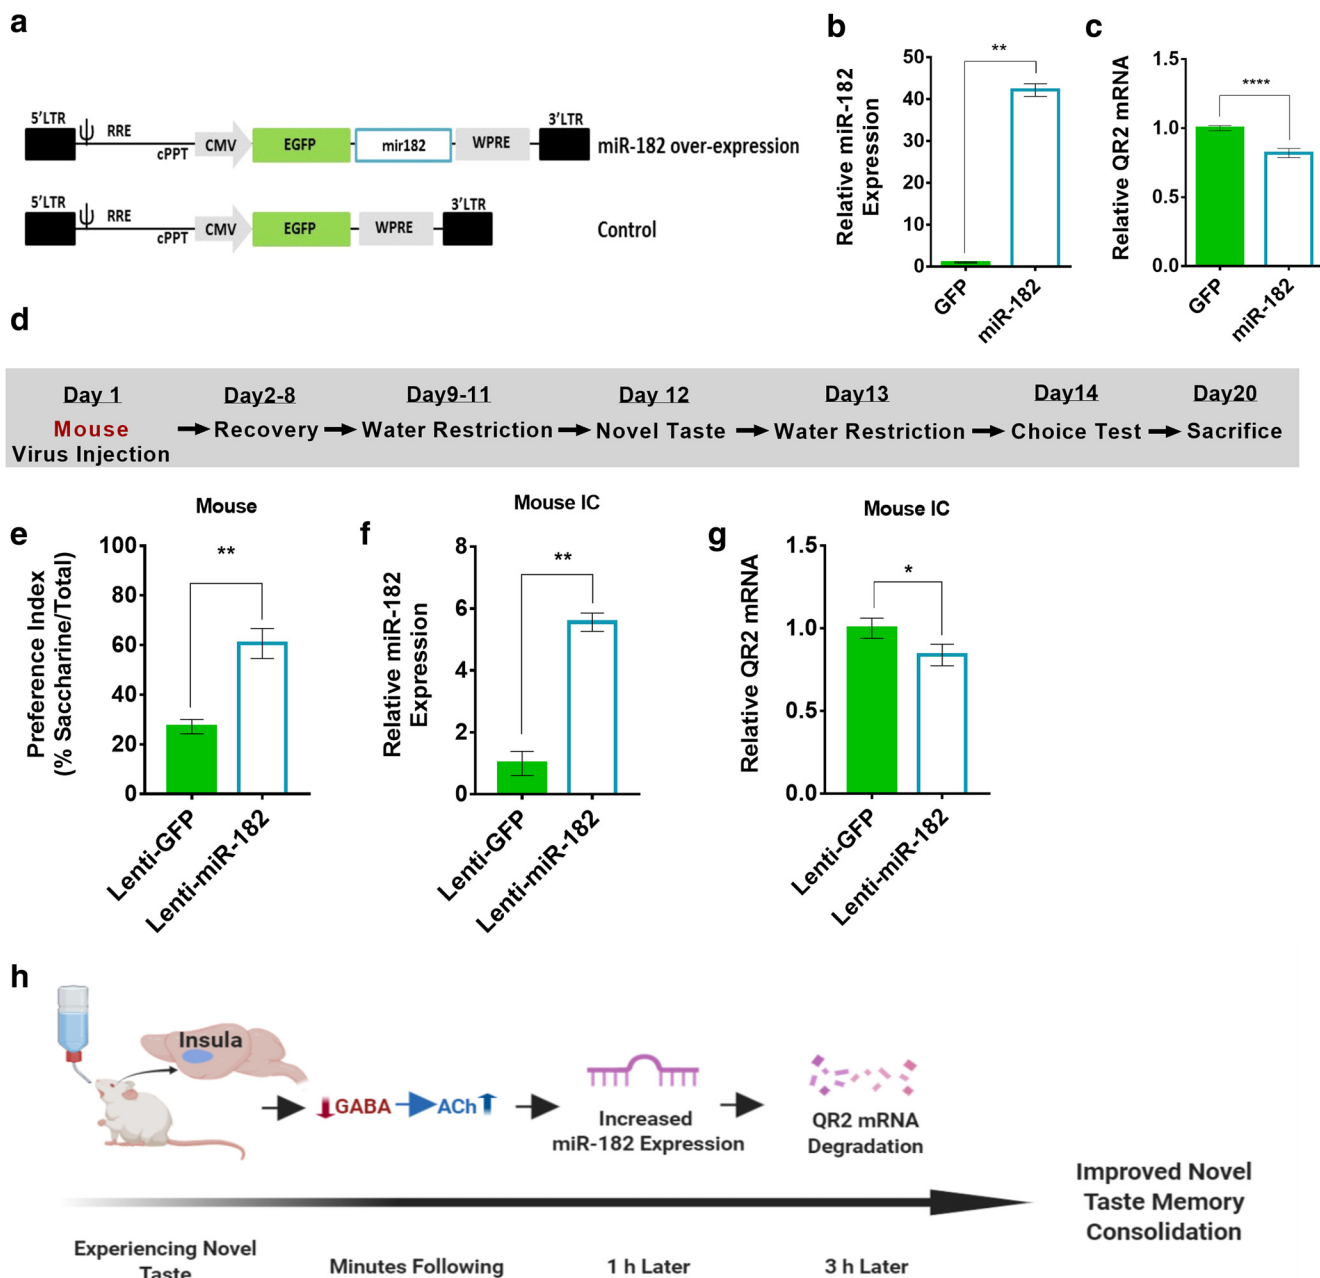 a
5'LTR
ψ
RRE
cPPT
CMV
EGFP
mir182
WPRE
3'LTR
miR-182 over-expression
5'LTR
ψ
RRE
cPPT
CMV
EGFP
WPRE
3'LTR
Control
b
Relative miR-182
Expression
50
40
30
20
10
0
**
GFP
miR-182
c
Relative QR2 mRNA
1.5
1.0
0.5
0.0
****
GFP
miR-182
d
Day 1
Mouse
Virus Injection
Day2-8
Recovery
Day9-11
Water Restriction
Day 12
Novel Taste
Day13
Water Restriction
Day14
Choice Test
Day20
Sacrifice
e
Mouse
Preference Index
(% Saccharine/Total)
100
80
60
40
20
0
**
Lenti-GFP
Lenti-miR-182
f
Mouse IC
Relative miR-182
Expression
8
6
4
2
0
**
Lenti-GFP
Lenti-miR-182
g
Mouse IC
Relative QR2 mRNA
1.5
1.0
0.5
0.0
*
Lenti-GFP
Lenti-miR-182
h
Insula
GABA
ACh
Increased
miR-182 Expression
QR2 mRNA
Degradation
Improved Novel
Taste Memory
Consolidation
Experiencing Novel
Taste
Minutes Following
1 h Later
3 h Later